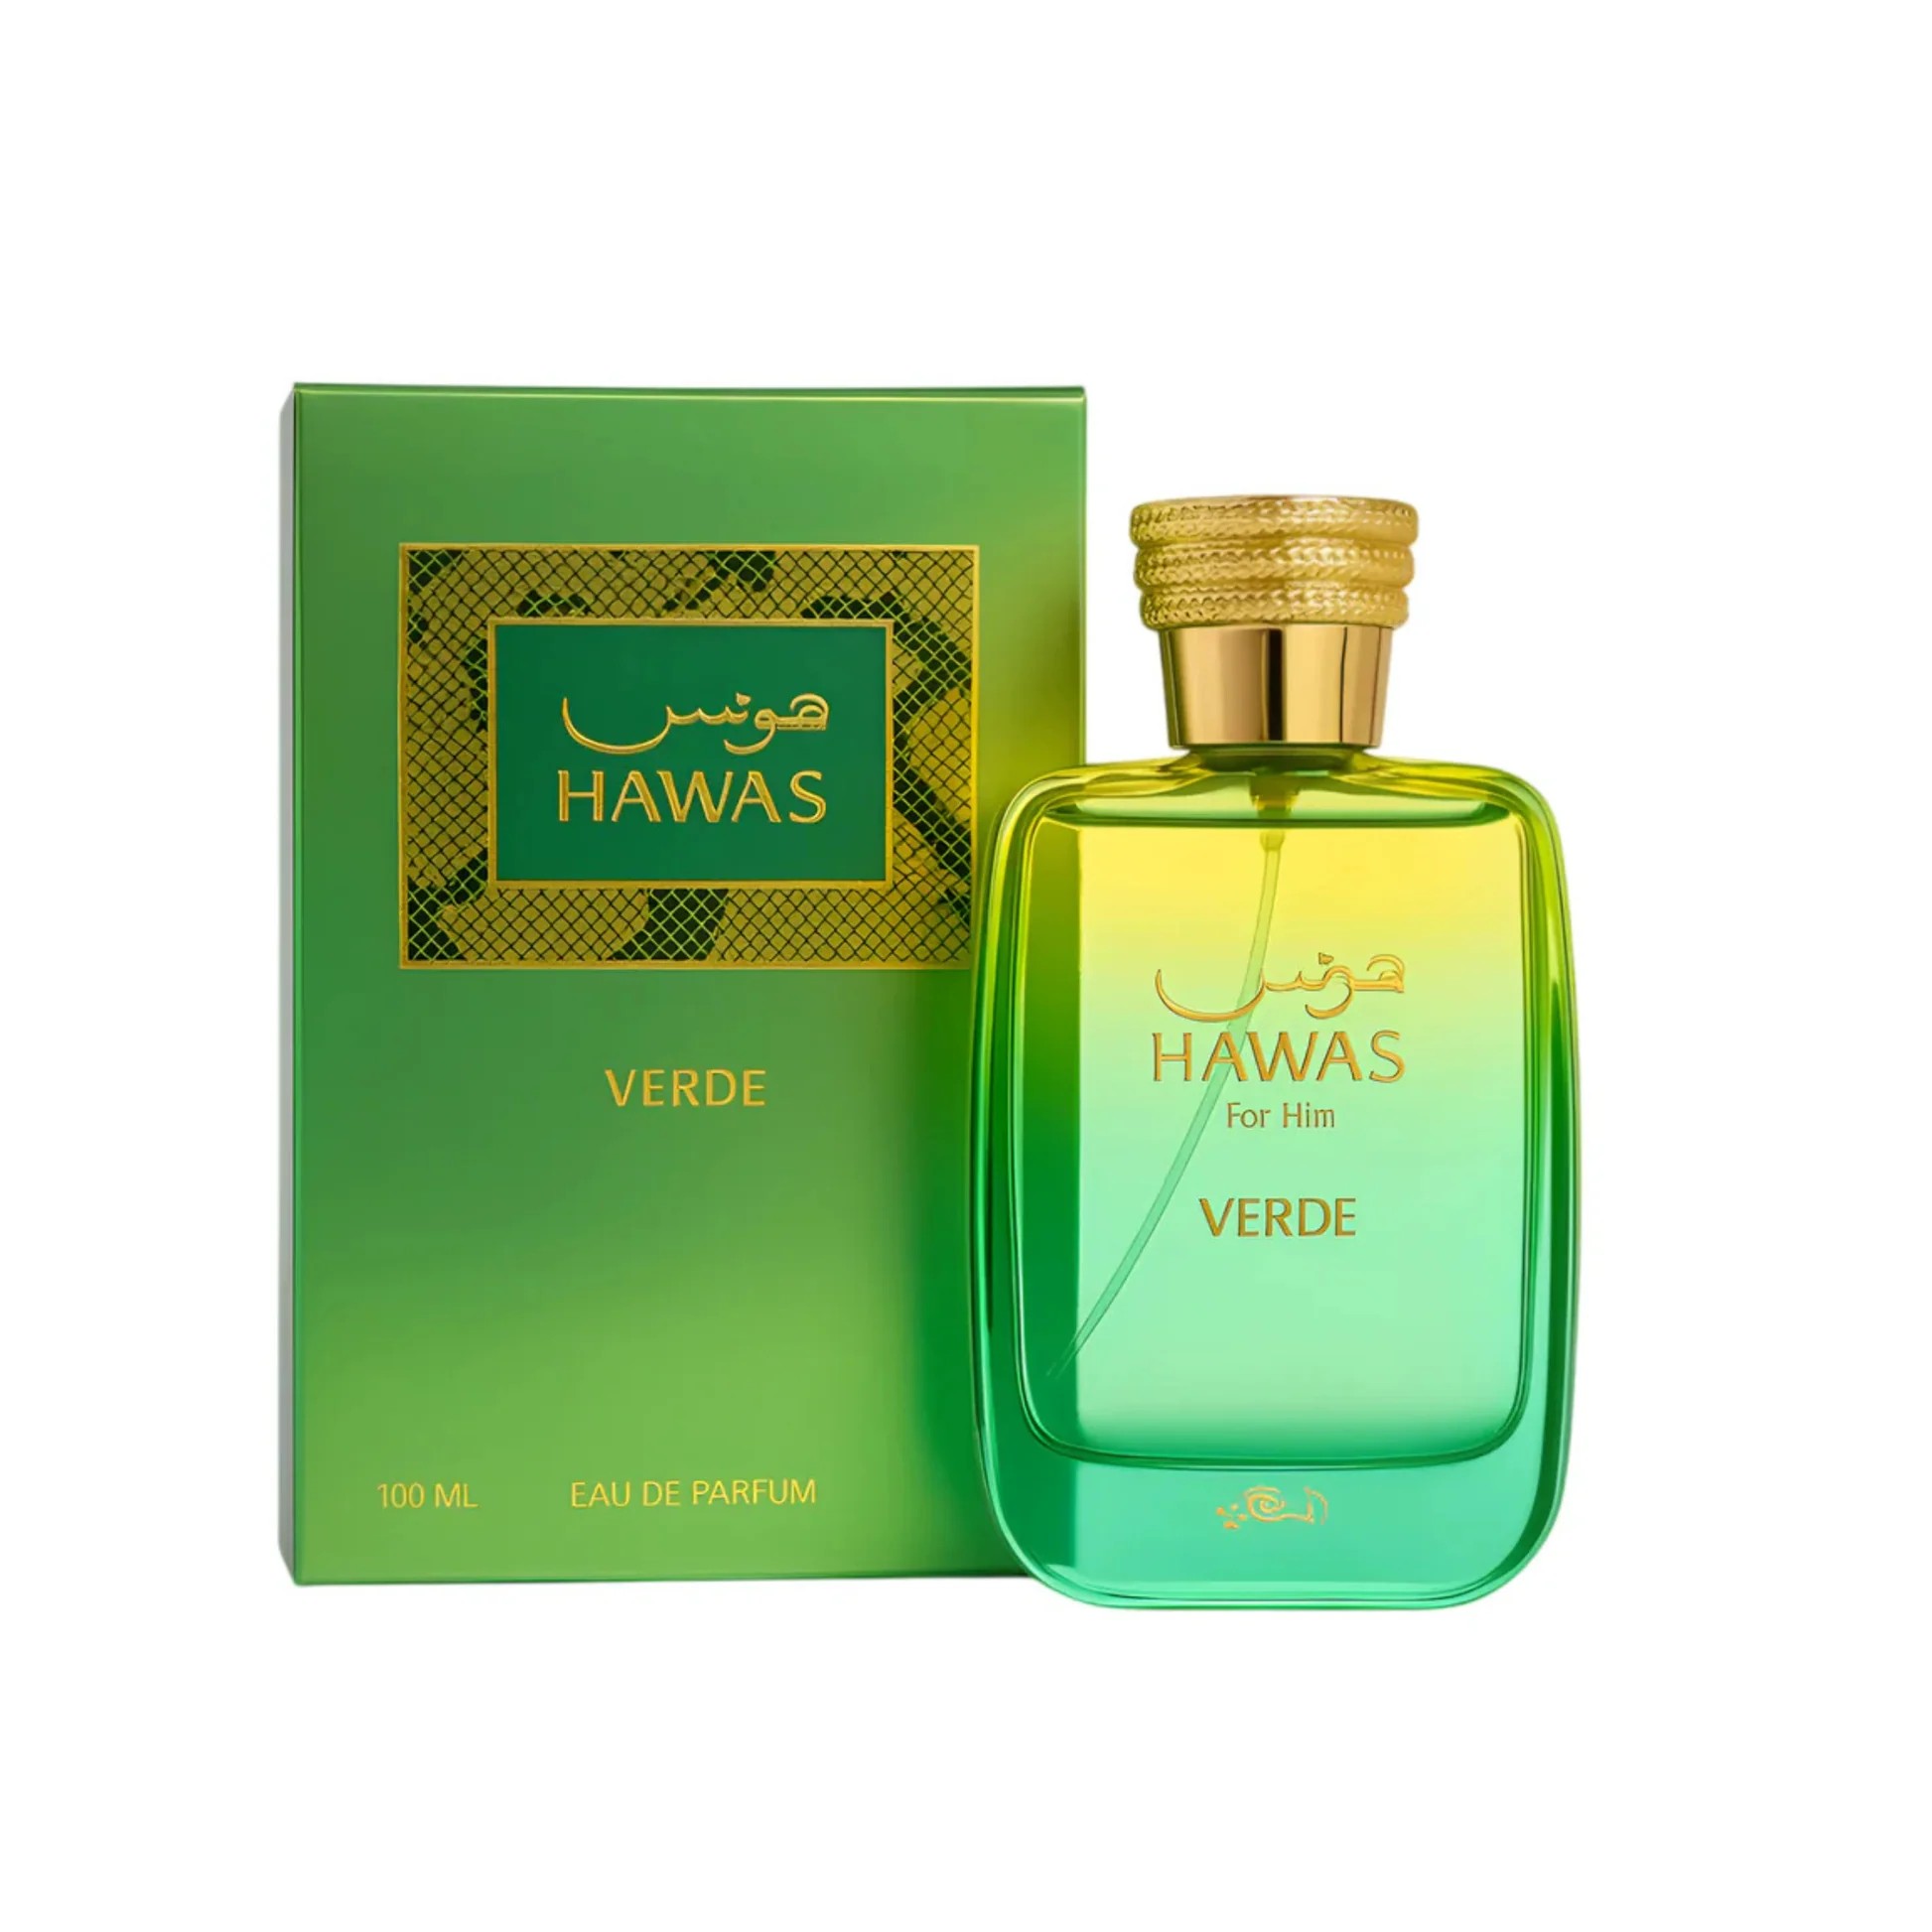 هوس
HAWAS
VERDE
100 ML
EAU DE PARFUM
هوس
HAWAS
For Him
VERDE